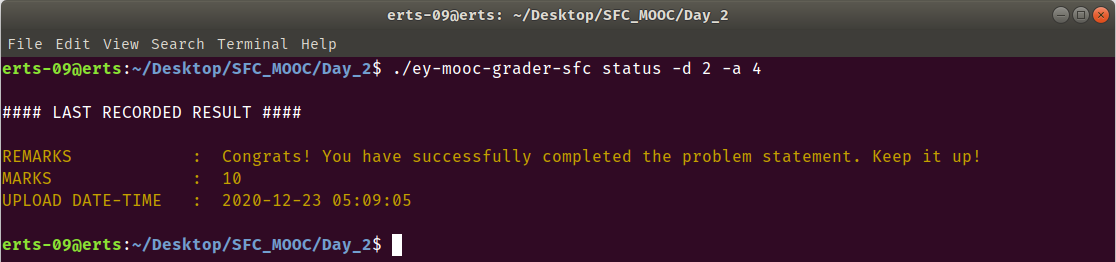 erts-09@erts: ~/Desktop/SFC_MOOC/Day_2
File Edit View Search Terminal Help
erts-09@erts:~/Desktop/SFC_MOOC/Day_2$ ./ey-mooc-grader-sfc status -d 2 -a 4
#### LAST RECORDED RESULT ####
REMARKS : Congrats! You have successfully completed the problem statement. Keep it up!
MARKS : 10
UPLOAD DATE-TIME : 2020-12-23 05:09:05
erts-09@erts:~/Desktop/SFC_MOOC/Day_2$